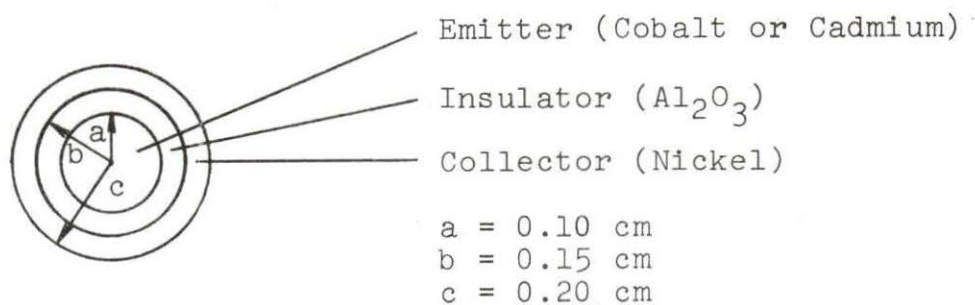 Emitter (Cobalt or Cadmium)
Insulator (Al₂O₃)
Collector (Nickel)
a
b
c
a = 0.10 cm
b = 0.15 cm
c = 0.20 cm